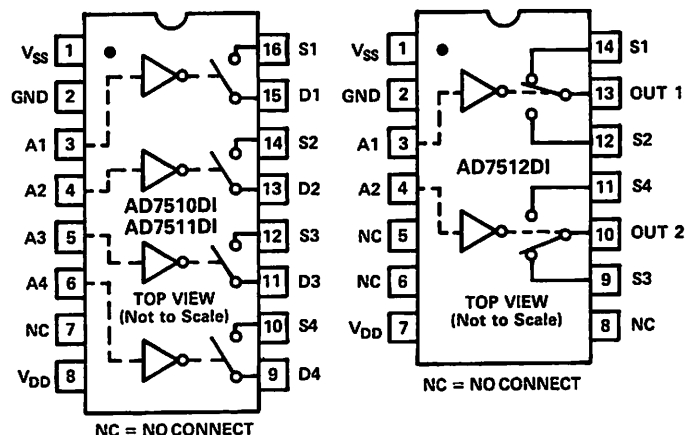 VSS 1
GND 2
A1 3
A2 4
A3 5
A4 6
NC 7
VDD 8
16 S1
15 D1
14 S2
13 D2
12 S3
11 D3
10 S4
9 D4
AD7510DI
AD7511DI
TOP VIEW
(Not to Scale)
NC = NO CONNECT
VSS 1
GND 2
A1 3
A2 4
NC 5
NC 6
VDD 7
14 S1
13 OUT 1
12 S2
11 S4
10 OUT 2
9 S3
8 NC
AD7512DI
TOP VIEW
(Not to Scale)
NC = NO CONNECT